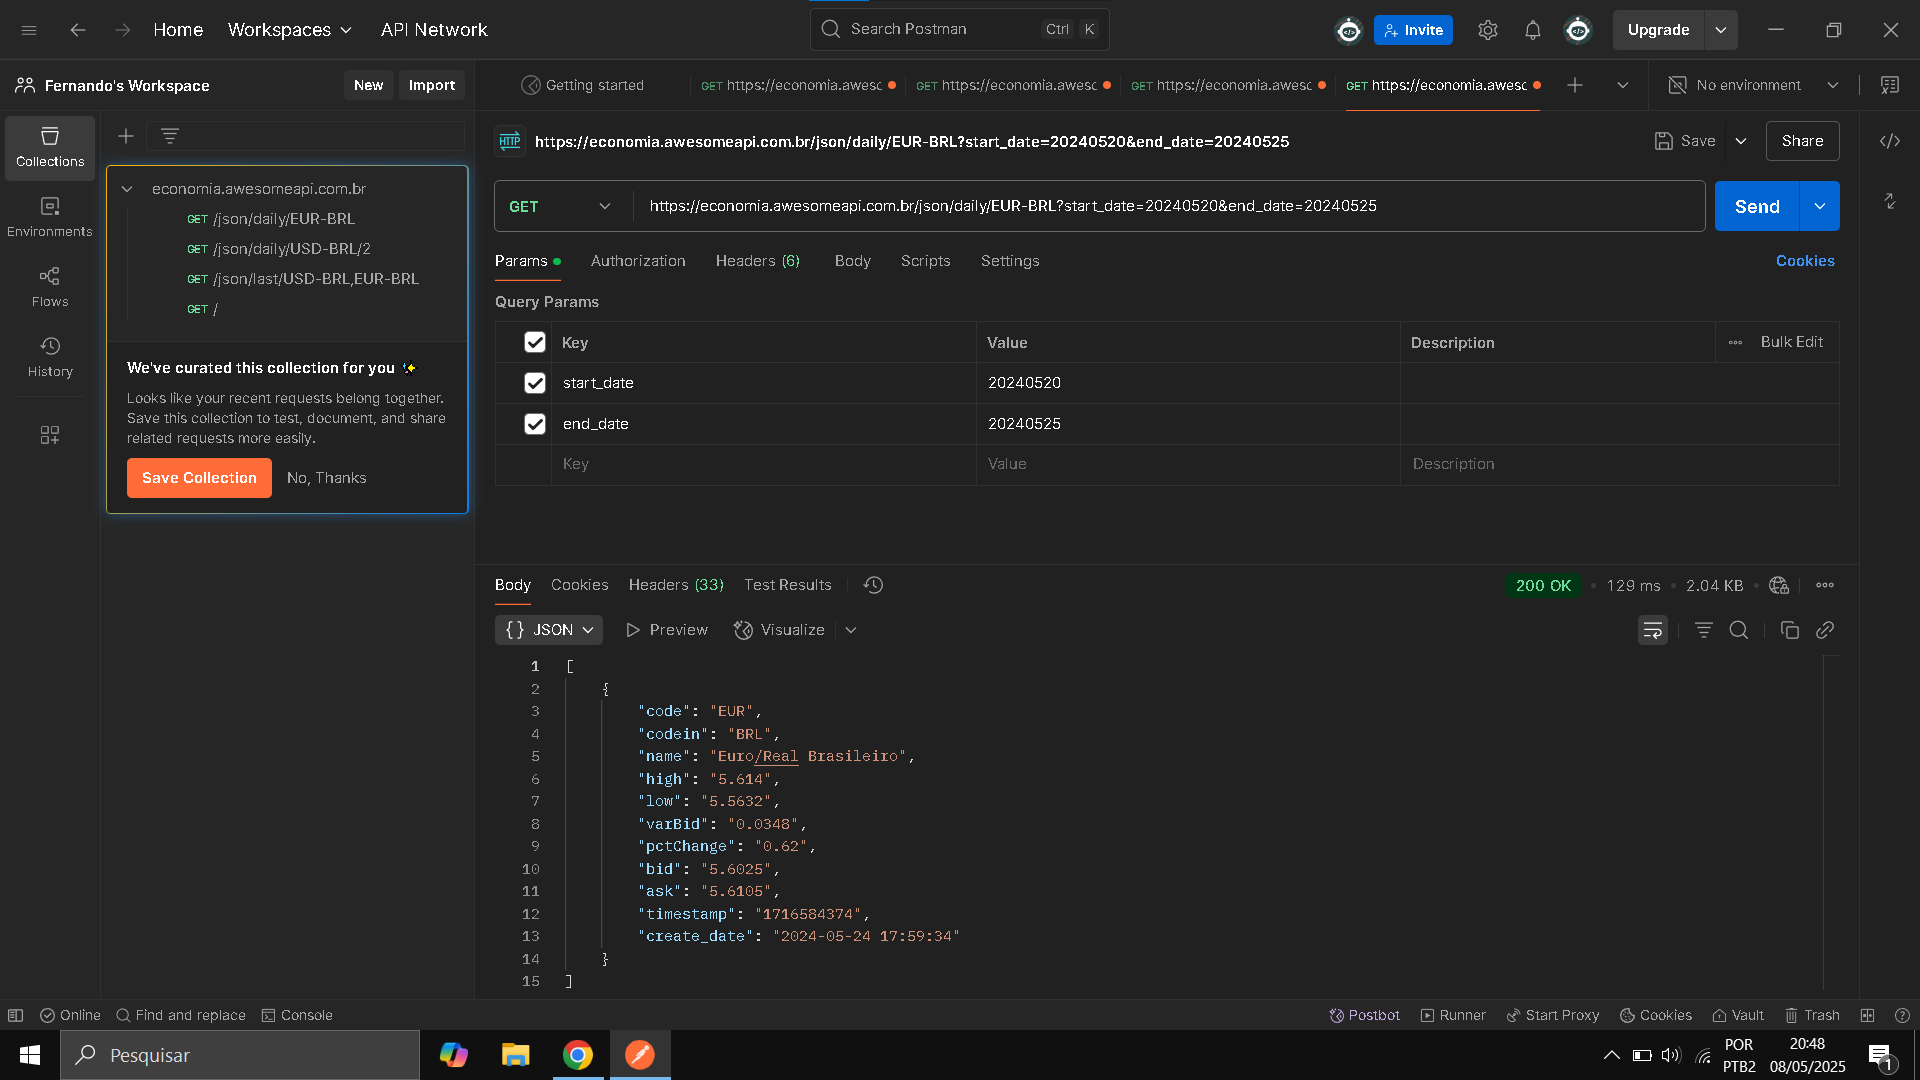 Home
Workspaces
API Network
Search Postman
Ctrl
K
Invite
Upgrade
Fernando's Workspace
New
Import
Getting started
GET https://economia.awesc
GET https://economia.awesc
GET https://economia.awesc
GET https://economia.awesc
No environment
Collections
Environments
Flows
History
economia.awesomeapi.com.br
GET /json/daily/EUR-BRL
GET /json/daily/USD-BRL/2
GET /json/last/USD-BRL,EUR-BRL
GET /
We've curated this collection for you ✨
Looks like your recent requests belong together.
Save this collection to test, document, and share
related requests more easily.
Save Collection
No, Thanks
HTTP
https://economia.awesomeapi.com.br/json/daily/EUR-BRL?start_date=20240520&end_date=20240525
Save
Share
GET
https://economia.awesomeapi.com.br/json/daily/EUR-BRL?start_date=20240520&end_date=20240525
Send
Params
Authorization
Headers (6)
Body
Scripts
Settings
Cookies
Query Params
Key
Value
Description
Bulk Edit
start_date
20240520
end_date
20240525
Key
Value
Description
Body
Cookies
Headers (33)
Test Results
200 OK
129 ms
2.04 KB
{} JSON
Preview
Visualize
1 [
2 {
3 "code": "EUR",
4 "codein": "BRL",
5 "name": "Euro/Real Brasileiro",
6 "high": "5.614",
7 "low": "5.5632",
8 "varBid": "0.0348",
9 "pctChange": "0.62",
10 "bid": "5.6025",
11 "ask": "5.6105",
12 "timestamp": "1716584374",
13 "create_date": "2024-05-24 17:59:34"
14 }
15 ]
Online
Find and replace
Console
Postbot
Runner
Start Proxy
Cookies
Vault
Trash
Pesquisar
POR
PTB2
20:48
08/05/2025
1